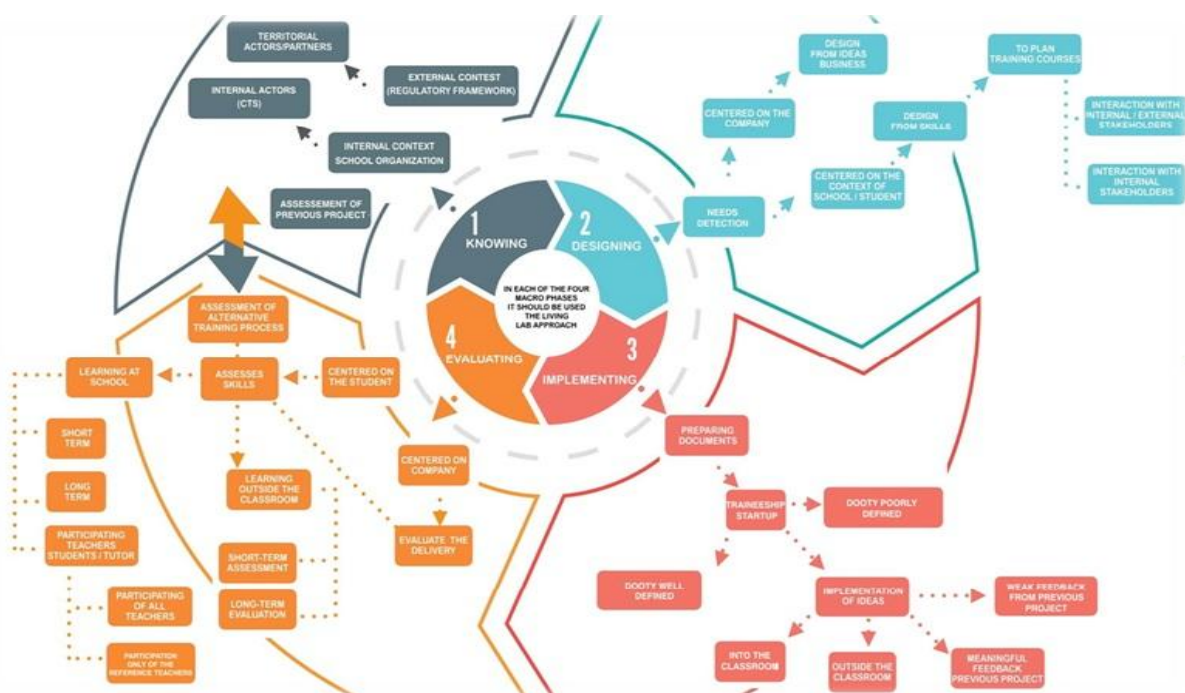 TERRITORIAL
ACTORS/PARTNERS
EXTERNAL CONTEST
(REGULATORY FRAMEWORK)
INTERNAL ACTORS
(CTS)
INTERNAL CONTEXT
SCHOOL ORGANIZATION
ASSESSEMENT OF
PREVIOUS PROJECT
1
KNOWING
2
DESIGNING
3
IMPLEMENTING
4
EVALUATING
IN EACH OF THE FOUR
MACRO PHASES
IT SHOULD BE USED
THE LIVING
LAB APPROACH
DESIGN
FROM IDEAS
BUSINESS
TO PLAN
TRAINING COURSES
CENTERED ON THE
COMPANY
DEDIGN
FROM SKILLS
INTERACTION WITH
INTERNAL / EXTERNAL
STAKEHOLDERS
CENTERED ON THE
CONTEXT OF
SCHOOL / STUDENT
INTERACTION WITH
INTERNAL
STAKEHOLDERS
NEEDS
DETECTION
ASSESSMENT OF
ALTERNATIVE
TRAINING PROCESS
LEARNING AT
SCHOOL
ASSESSES
SKILLS
CENTERED ON
THE STUDENT
SHORT
TERM
LONG
TERM
PARTICIPATING
TEACHERS
STUDENTS / TUTOR
PARTICIPATING
OF ALL
TEACHERS
PARTICIPATION
ONLY OF THE
REFERENCE TEACHERS
LEARNING
OUTSIDE THE
CLASSROOM
SHORT-TERM
ASSESSMENT
LONG-TERM
EVALUATION
CENTERED ON
COMPANY
EVALUATE THE
DELIVERY
PREPARING
DOCUMENTS
TRAINEESHIP
STARTUP
DOOTY POORLY
DEFINED
DOOTY WELL
DEFINED
IMPLEMENTATION
OF IDEAS
WEAK FEEDBACK
FROM PREVIOUS
PROJECT
INTO THE
CLASSROOM
OUTSIDE THE
CLASSROOM
MEANINGFUL
FEEDBACK
PREVIOUS PROJECT